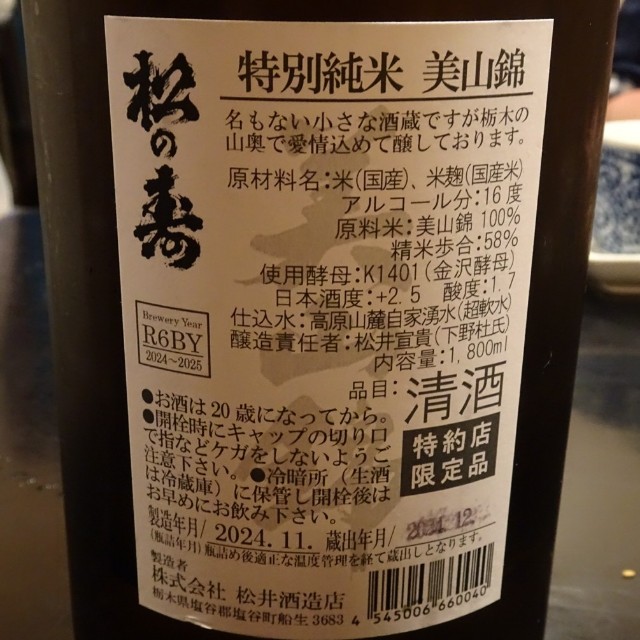 松の寿
特別純米 美山錦
名もない小さな酒蔵ですが栃木の
山奥で愛情込めて醸しております。
原材料名：米（国産）、米麹（国産米）
アルコール分：16度
原料米：美山錦 100%
精米歩合：58%
使用酵母：K1401（金沢酵母）
日本酒度：+2.5 酸度：1.7
仕込水：高原山麓自家湧水（超軟水）
醸造責任者：松井宣貴（下野杜氏）
内容量：1,800ml
Brewery Year
R6BY
2024～2025
品目：清酒
特約店
限定品
●お酒は20歳になってから。
●開栓時にキャップの切り口
で指などケガをしないようご
注意下さい。●冷暗所（生酒
は冷蔵庫）に保管し開栓後は
お早めにお飲み下さい。
製造年月/ 2024.11. 蔵出年月/ 2024.12.
(瓶詰年月) 瓶詰め後適正な温度管理を経て蔵出しとなります。
製造者
株式会社 松井酒造店
栃木県塩谷郡塩谷町船生3683
4 545006 660040